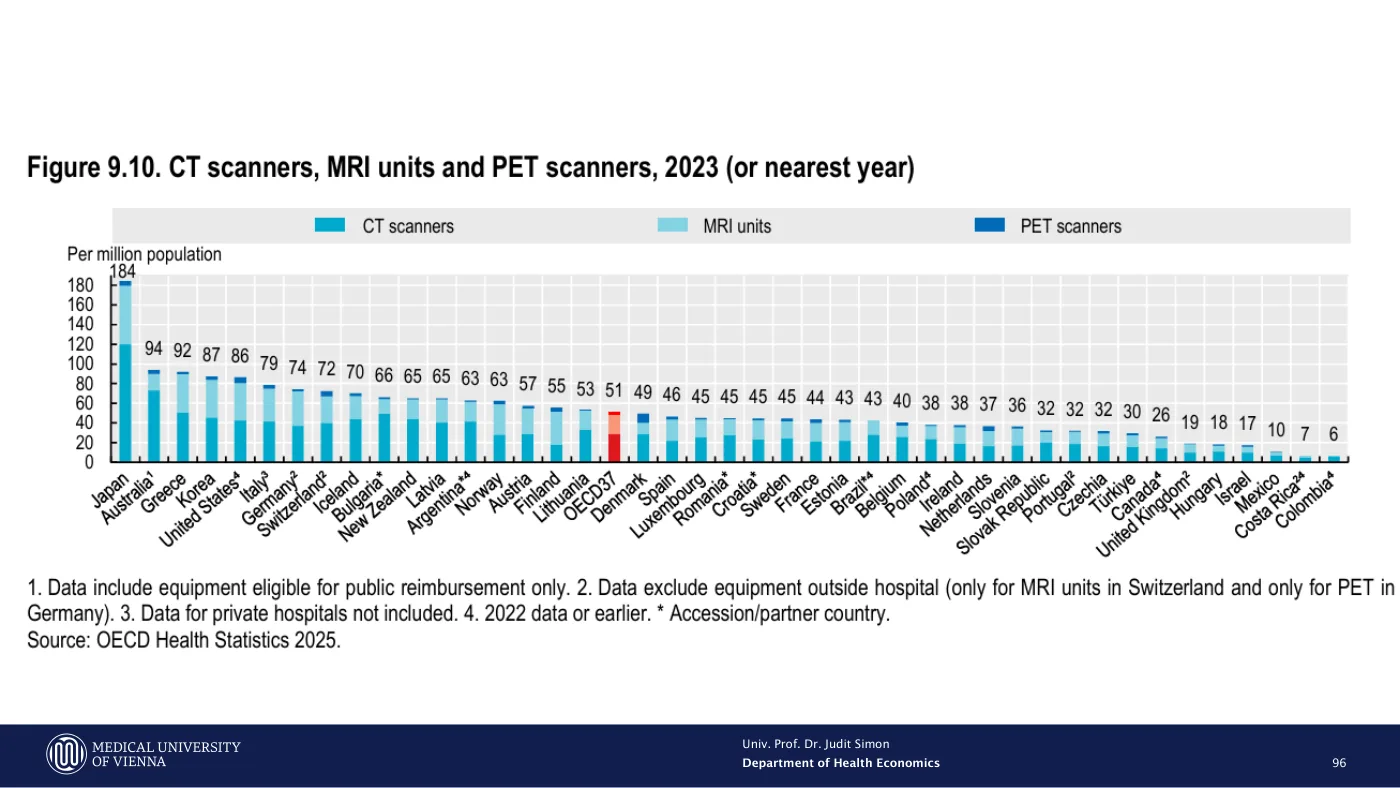 Figure 9.10. CT scanners, MRI units and PET scanners, 2023 (or nearest year)
CT scanners MRI units PET scanners
Per million population
184
180
160
140
120
100
80
60
40
20
0
94 92 87 86 79 74 72 70 66 65 65 63 63 57 55 53 51 49 46 45 45 45 45 44 43 43 40 38 38 37 36 32 32 32 30 26 19 18 17 10 7 6
Japan
Australia¹
Greece
Korea
United States⁴
Italy³
Germany²
Switzerland²
Iceland
Bulgaria*
New Zealand
Latvia
Argentina*⁴
Norway
Austria
Finland
Lithuania
OECD37
Denmark
Spain
Luxembourg
Romania*
Croatia*
Sweden
France
Estonia
Brazil*⁴
Belgium
Poland⁴
Ireland
Netherlands
Slovenia
Slovak Republic
Portugal²
Czechia
Türkiye
Canada⁴
United Kingdom²
Hungary
Israel
Mexico
Costa Rica²⁴
Colombia⁴
1. Data include equipment eligible for public reimbursement only. 2. Data exclude equipment outside hospital (only for MRI units in Switzerland and only for PET in
Germany). 3. Data for private hospitals not included. 4. 2022 data or earlier. * Accession/partner country.
Source: OECD Health Statistics 2025.
MEDICAL UNIVERSITY
OF VIENNA
Univ. Prof. Dr. Judit Simon
Department of Health Economics
96